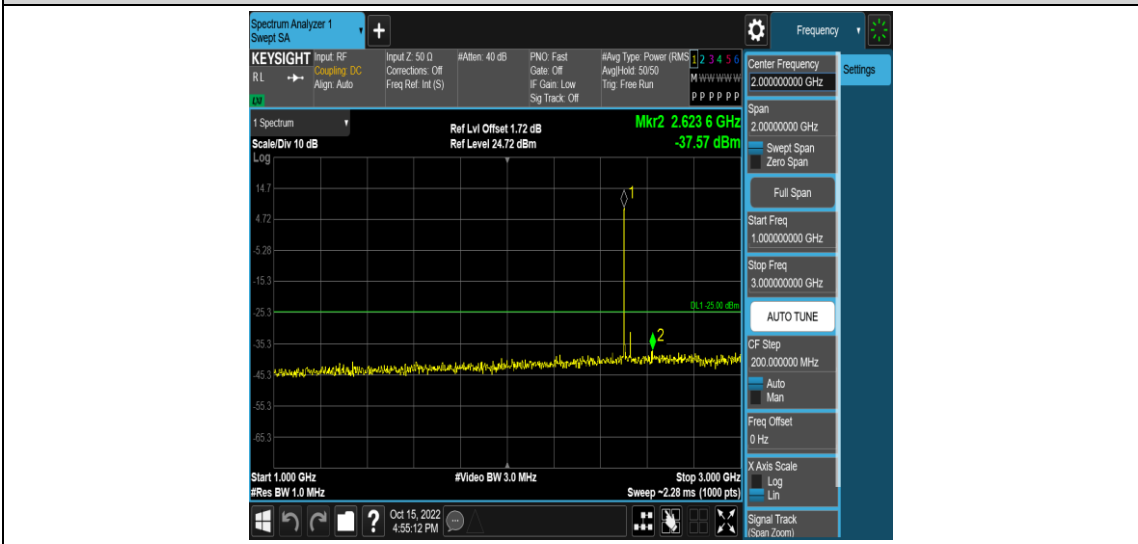 Spectrum Analyzer 1
Swept SA
+
Frequency
KEYSIGHT
RL
Input: RF
Coupling: DC
Align: Auto
Input Z: 50 Ω
Corrections: Off
Freq Ref: Int (S)
#Atten: 40 dB
PNO: Fast
Gate: Off
IF Gain: Low
Sig Track: Off
#Avg Type: Power (RMS
Avg|Hold: 50/50
Trig: Free Run
1 2 3 4 5 6
M W W W W W
P P P P P P
1 Spectrum
Scale/Div 10 dB
Ref Lvl Offset 1.72 dB
Ref Level 24.72 dBm
Mkr2 2.623 6 GHz
-37.57 dBm
Log
14.7
4.72
-5.28
-15.3
-25.3
-35.3
-45.3
-55.3
-65.3
1
DL1 -25.00 dBm
2
Start 1.000 GHz
#Res BW 1.0 MHz
#Video BW 3.0 MHz
Stop 3.000 GHz
Sweep ~2.28 ms (1000 pts)
Center Frequency
2.000000000 GHz
Settings
Span
2.00000000 GHz
Swept Span
Zero Span
Full Span
Start Freq
1.000000000 GHz
Stop Freq
3.000000000 GHz
AUTO TUNE
CF Step
200.000000 MHz
Auto
Man
Freq Offset
0 Hz
X Axis Scale
Log
Lin
Signal Track
(Span Zoom)
?
Oct 15, 2022
4:55:12 PM